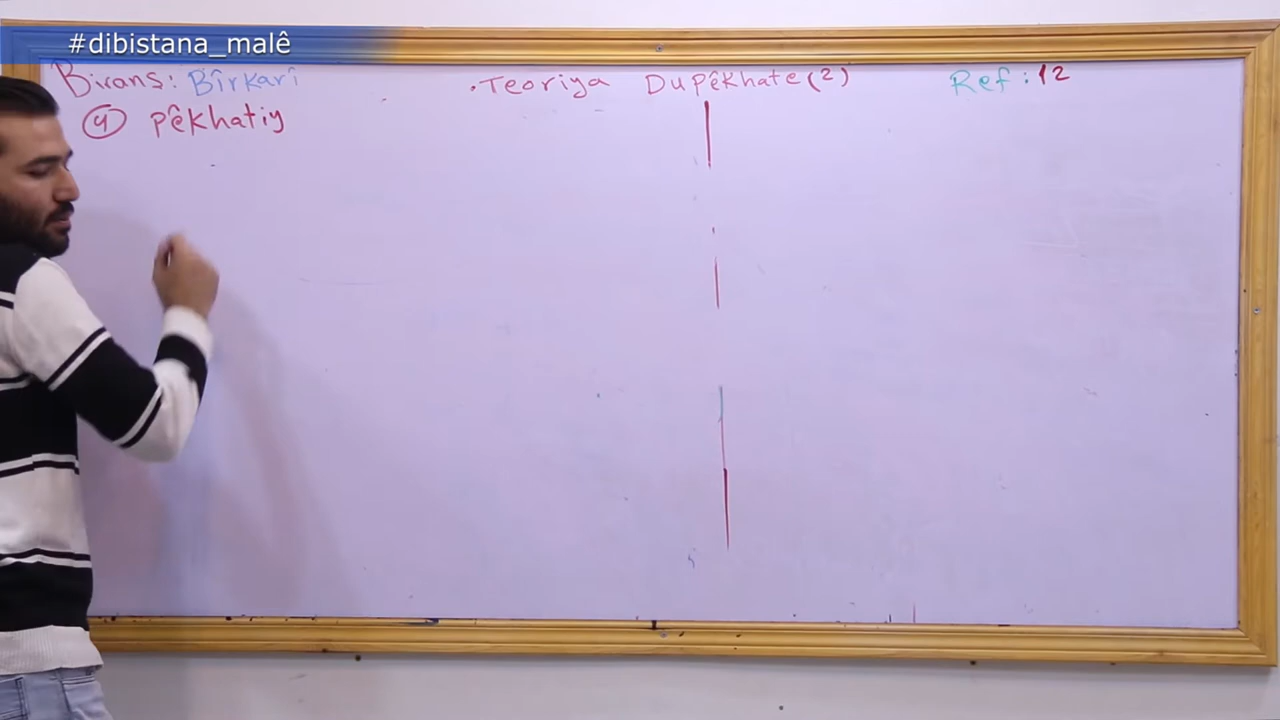 #dibistana_malê
Birans: Bîrkarî .Teoriya Dupêkhate(2) Ref: 12
4 pêkhatiy